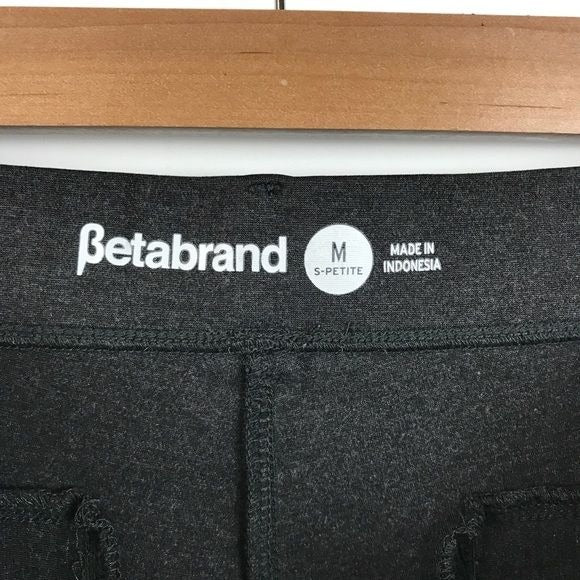 βetabrand
M
S-PETITE
MADE IN
INDONESIA